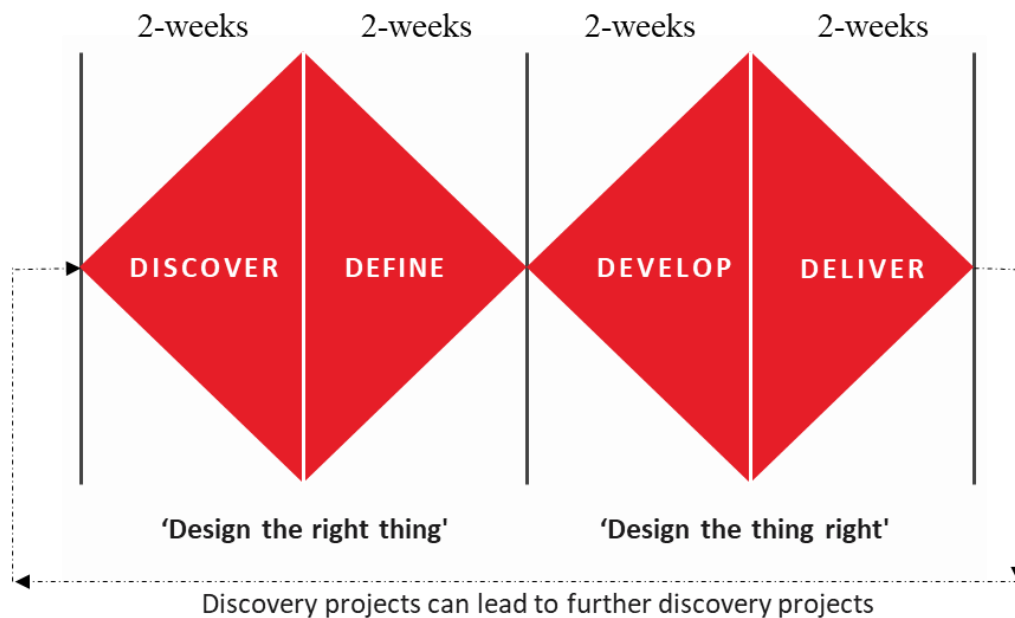 2-weeks 2-weeks 2-weeks 2-weeks
DISCOVER DEFINE DEVELOP DELIVER
‘Design the right thing' ‘Design the thing right'
Discovery projects can lead to further discovery projects